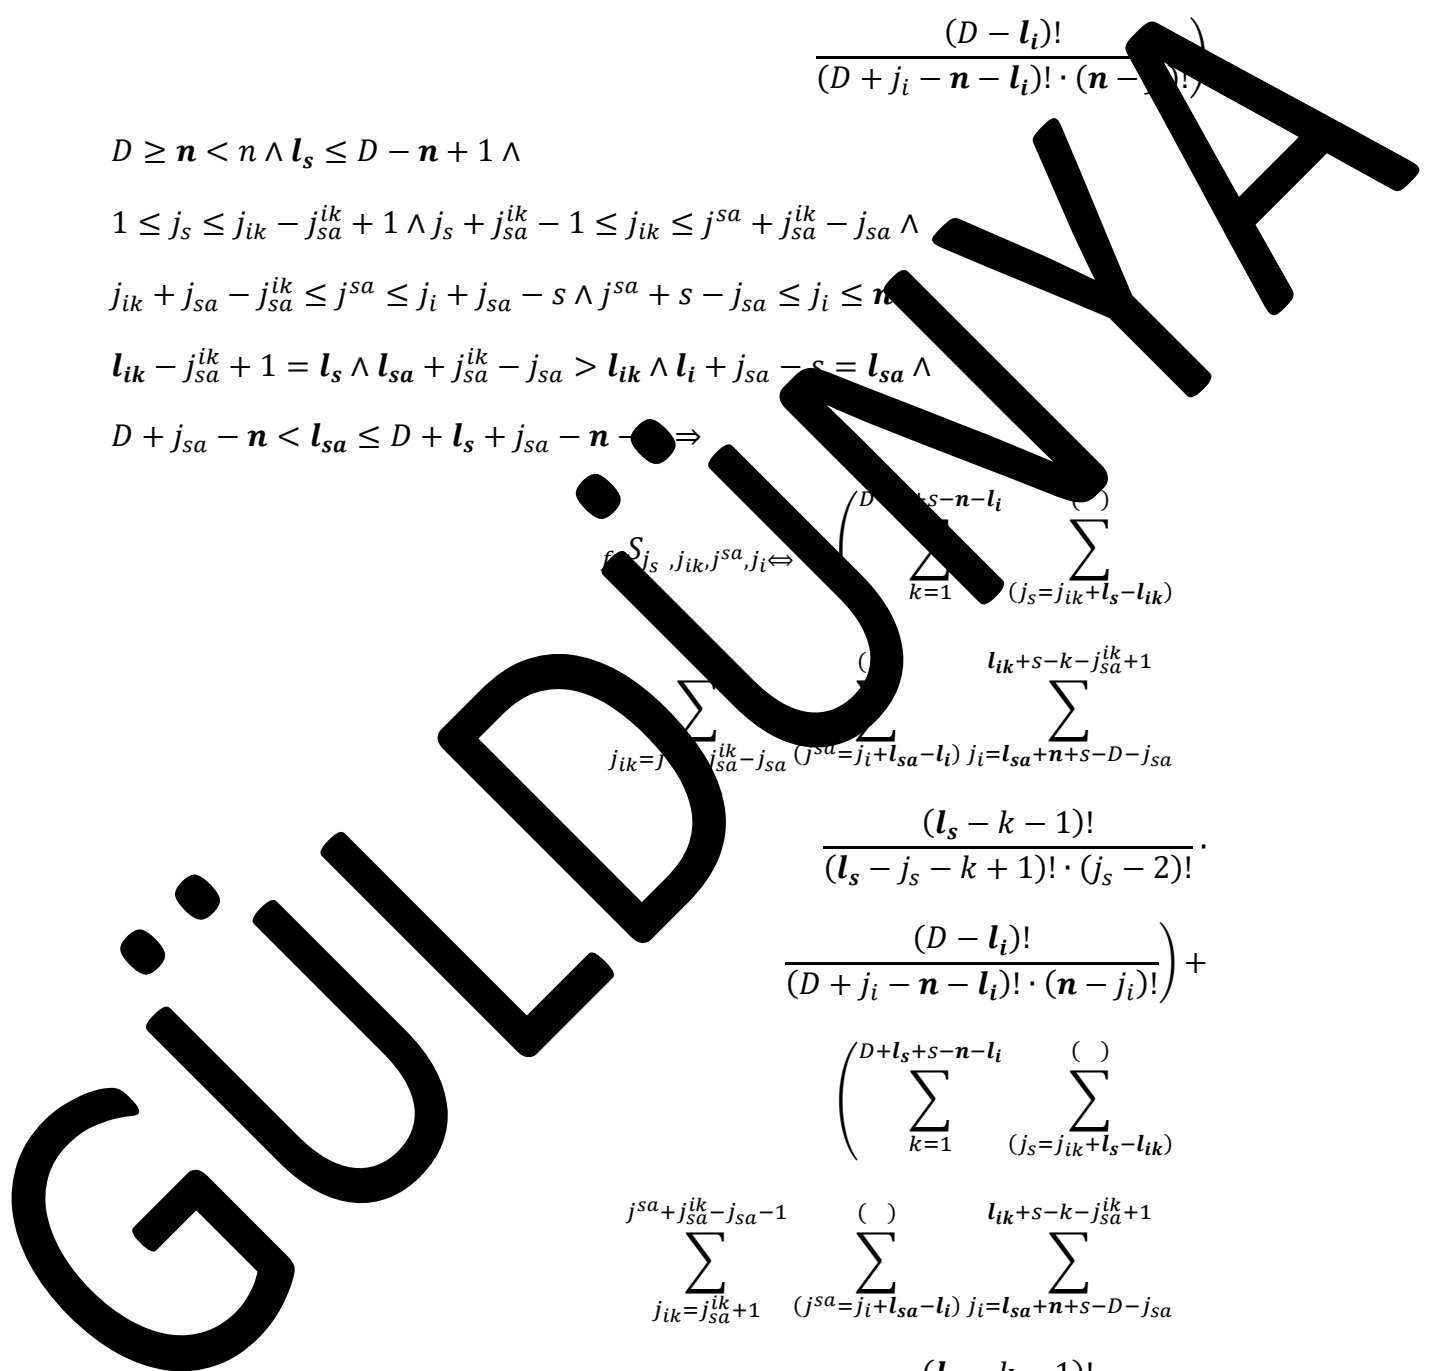 (D − l_i)!
(D + j_i − n − l_i)! · (n − )!)
D ≥ n < n ∧ l_s ≤ D − n + 1 ∧
1 ≤ j_s ≤ j_ik − j_sa^ik + 1 ∧ j_s + j_sa^ik − 1 ≤ j_ik ≤ j^sa + j_sa^ik − j_sa ∧
j_ik + j_sa − j_sa^ik ≤ j^sa ≤ j_i + j_sa − s ∧ j^sa + s − j_sa ≤ j_i ≤ n
l_ik − j_sa^ik + 1 = l_s ∧ l_sa + j_sa^ik − j_sa > l_ik ∧ l_i + j_sa − s = l_sa ∧
D + j_sa − n < l_sa ≤ D + l_s + j_sa − n − ⇒
D +s−n−l_i ( )
S j_s ,j_ik,j^sa,j_i ⇔ ( ∑ ∑
k=1 (j_s=j_ik+l_s−l_ik)
( l_ik+s−k−j_sa^ik+1
∑ ∑ ∑
j_ik=j j_sa^ik−j_sa (j^sa=j_i+l_sa−l_i) j_i=l_sa+n+s−D−j_sa
(l_s − k − 1)!
(l_s − j_s − k + 1)! · (j_s − 2)! ·
(D − l_i)!
(D + j_i − n − l_i)! · (n − j_i)!) +
D+l_s+s−n−l_i ( )
( ∑ ∑
k=1 (j_s=j_ik+l_s−l_ik)
j^sa+j_sa^ik−j_sa−1 ( ) l_ik+s−k−j_sa^ik+1
∑ ∑ ∑
j_ik=j_sa^ik+1 (j^sa=j_i+l_sa−l_i) j_i=l_sa+n+s−D−j_sa
(l_s − k − 1)!
GÜLDÜNYA